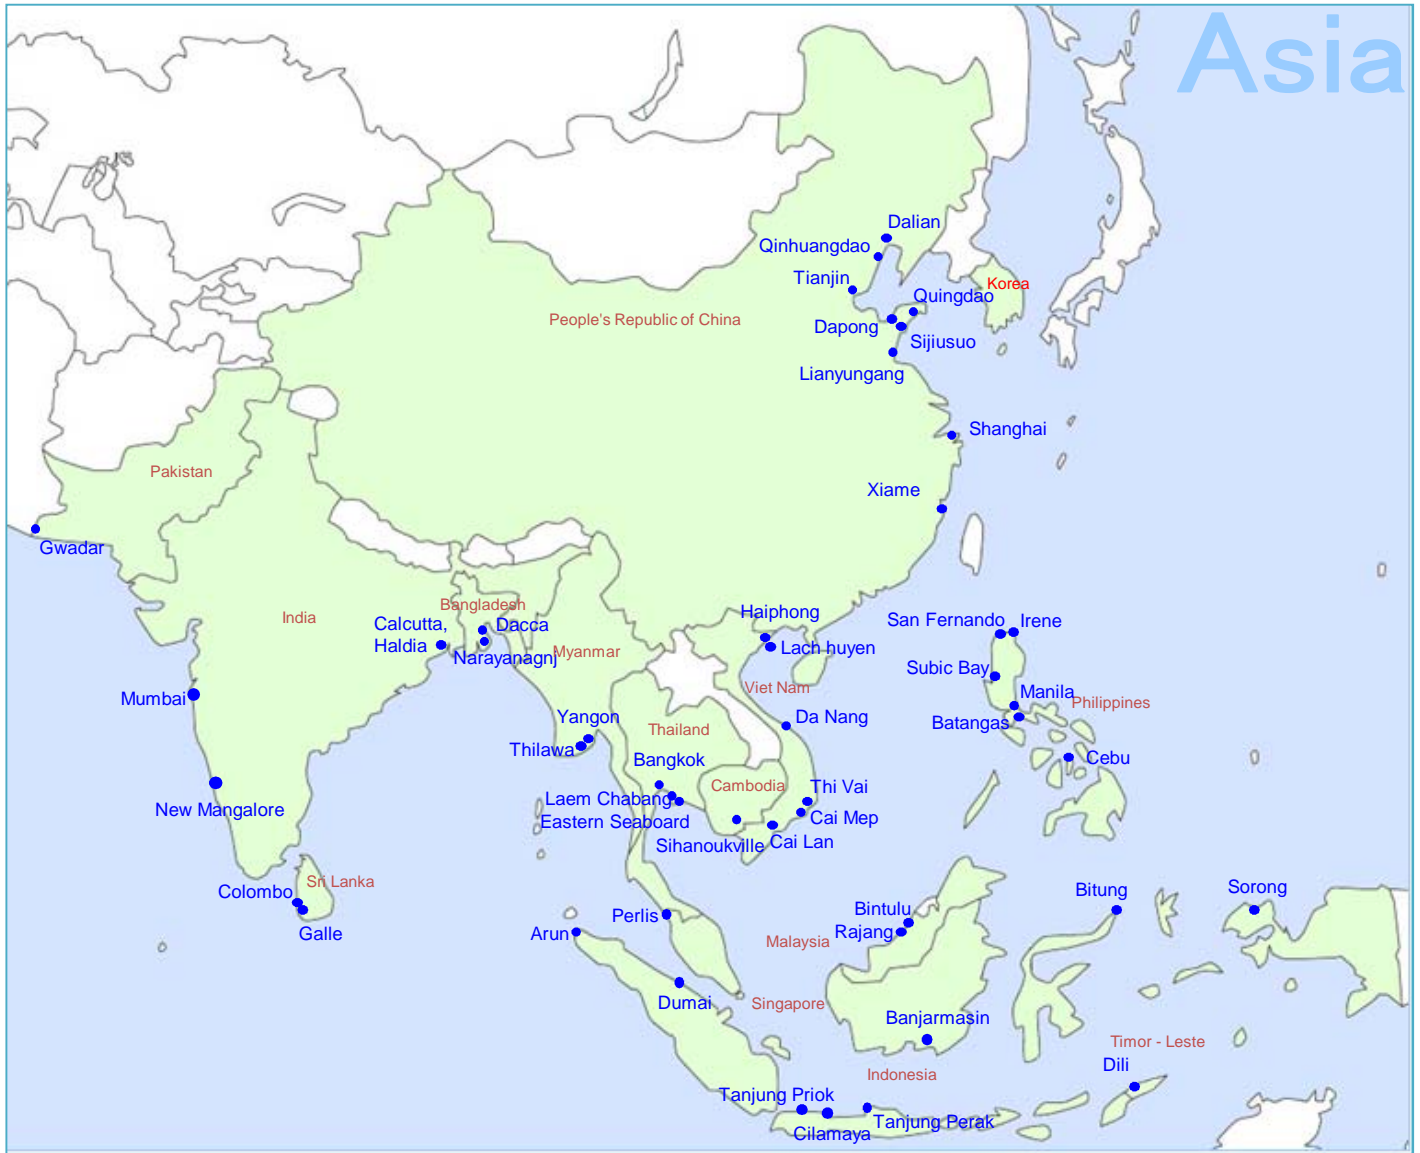 Asia
Dalian
Qinhuangdao
Tianjin
Korea
Quingdao
People's Republic of China
Dapong
Sijiusuo
Lianyungang
Shanghai
Pakistan
Xiame
Gwadar
Bangladesh
India
Calcutta,
Haldia
Dacca
Narayanagnj
Myanmar
Haiphong
Lach huyen
San Fernando
Irene
Subic Bay
Viet Nam
Manila
Philippines
Mumbai
Batangas
Yangon
Thilawa
Thailand
Da Nang
Bangkok
Cebu
Cambodia
Thi Vai
New Mangalore
Laem Chabang
Eastern Seaboard
Cai Mep
Sihanoukville
Cai Lan
Sri Lanka
Colombo
Galle
Bitung
Sorong
Perlis
Bintulu
Arun
Rajang
Malaysia
Dumai
Singapore
Banjarmasin
Timor - Leste
Dili
Indonesia
Tanjung Priok
Cilamaya
Tanjung Perak